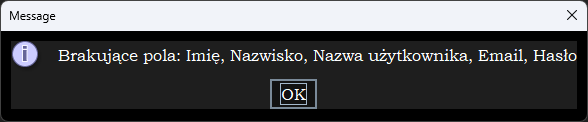 Message
Brakujące pola: Imię, Nazwisko, Nazwa użytkownika, Email, Hasło
OK